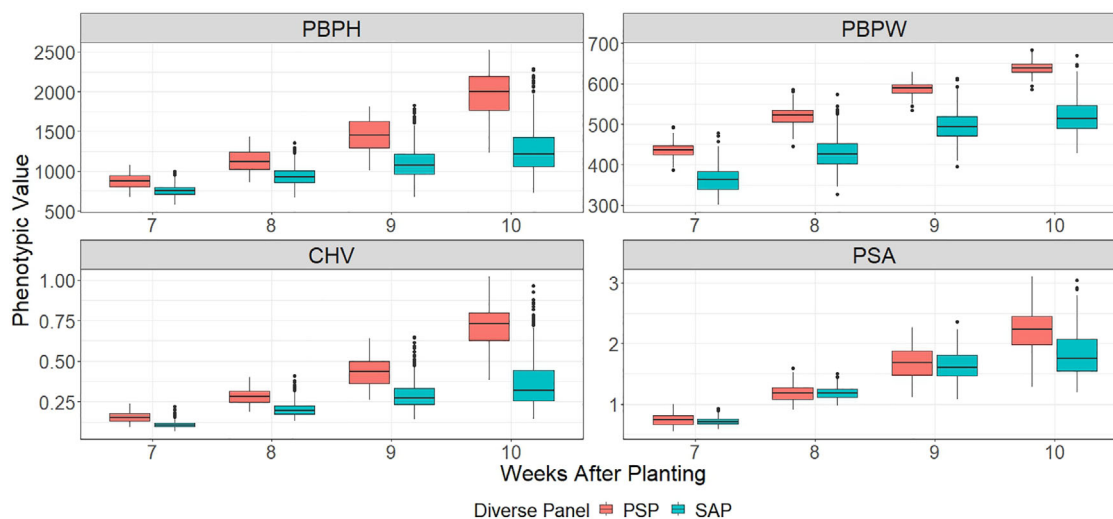 PBPH
PBPW
2500
2000
1500
1000
500
700
600
500
400
300
7 8 9 10
7 8 9 10
CHV
PSA
1.00
0.75
0.50
0.25
3
2
1
7 8 9 10
7 8 9 10
Phenotypic Value
Weeks After Planting
Diverse Panel PSP SAP